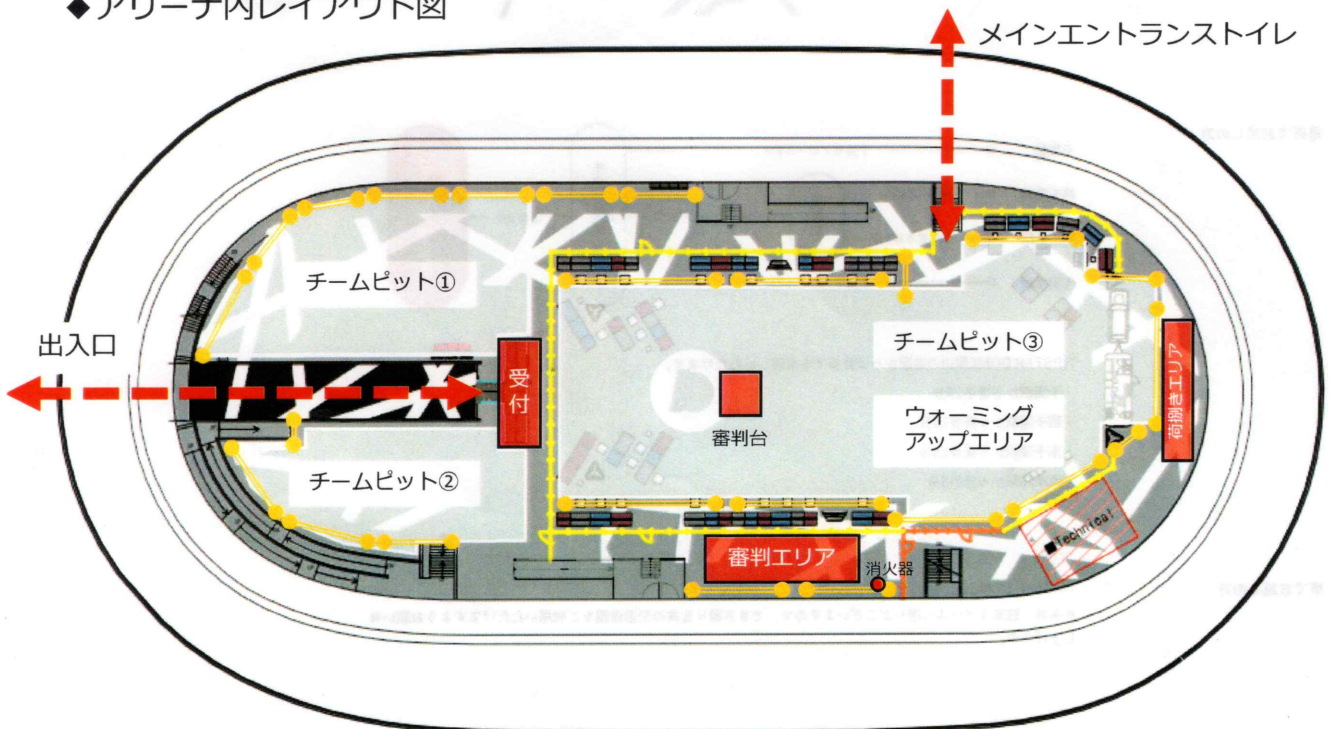 ◆アリーナ内レイアウト図
メインエントランストイレ
チームピット①
出入口
受付
チームピット③
荷捌きエリア
審判台
ウォーミング
アップエリア
チームピット②
Technical
審判エリア
消火器